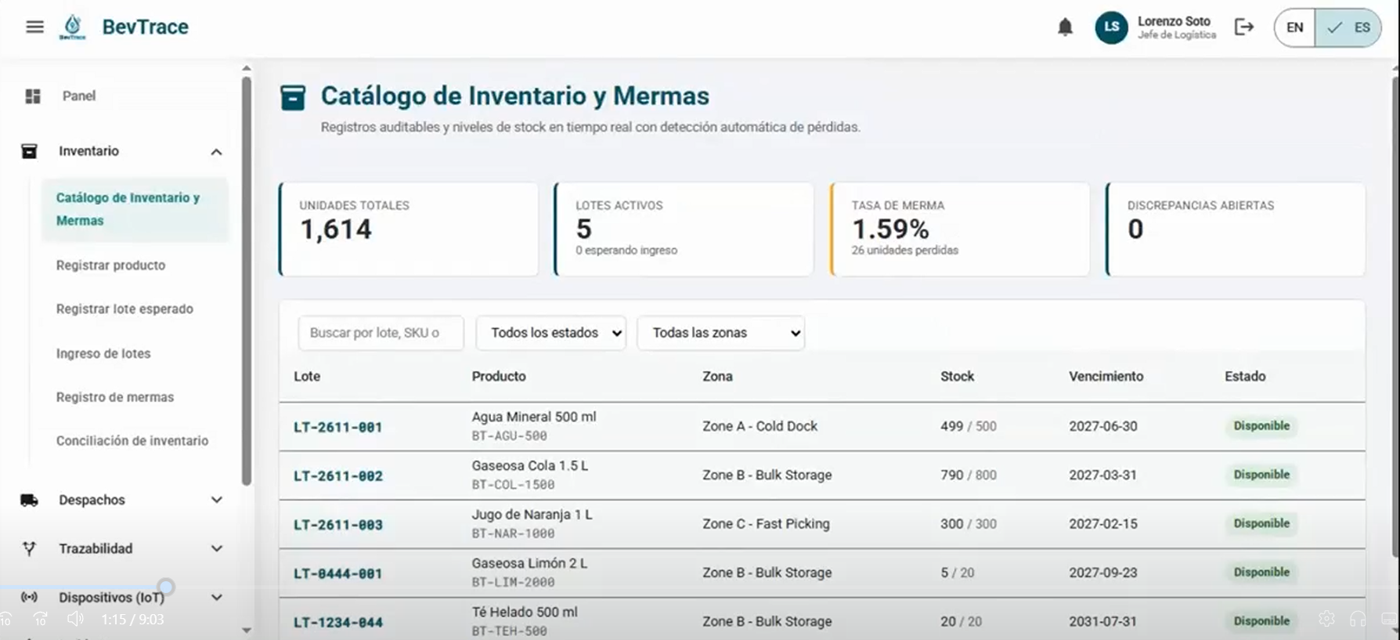 BevTrace
BevTrace
LS
Lorenzo Soto
Jefe de Logística
EN
ES
Panel
Inventario
Catálogo de Inventario y
Mermas
Registrar producto
Registrar lote esperado
Ingreso de lotes
Registro de mermas
Conciliación de inventario
Despachos
Trazabilidad
Dispositivos (IoT)
Catálogo de Inventario y Mermas
Registros auditables y niveles de stock en tiempo real con detección automática de pérdidas.
UNIDADES TOTALES
1,614
LOTES ACTIVOS
5
0 esperando ingreso
TASA DE MERMA
1.59%
26 unidades perdidas
DISCREPANCIAS ABIERTAS
0
Buscar por lote, SKU o
Todos los estados
Todas las zonas
Lote Producto Zona Stock Vencimiento Estado
LT-2611-001 Agua Mineral 500 ml BT-AGU-500 Zone A - Cold Dock 499 / 500 2027-06-30 Disponible
LT-2611-002 Gaseosa Cola 1.5 L BT-COL-1500 Zone B - Bulk Storage 790 / 800 2027-03-31 Disponible
LT-2611-003 Jugo de Naranja 1 L BT-NAR-1000 Zone C - Fast Picking 300 / 300 2027-02-15 Disponible
LT-0444-001 Gaseosa Limón 2 L BT-LIM-2000 Zone B - Bulk Storage 5 / 20 2027-09-23 Disponible
LT-1234-044 Té Helado 500 ml BT-TEH-500 Zone B - Bulk Storage 20 / 20 2031-07-31 Disponible
10
10
1:15 / 9:03